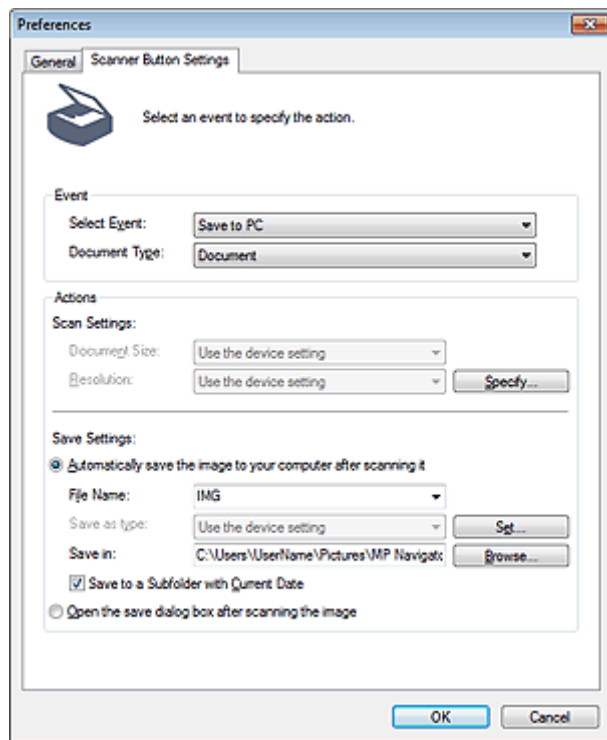 Preferences
General Scanner Button Settings
Select an event to specify the action.
Event
Select Event: Save to PC
Document Type: Document
Actions
Scan Settings:
Document Size: Use the device setting
Resolution: Use the device setting Specify...
Save Settings:
Automatically save the image to your computer after scanning it
File Name: IMG
Save as type: Use the device setting Set...
Save in: C:\Users\UserName\Pictures\MP Navigato Browse...
Save to a Subfolder with Current Date
Open the save dialog box after scanning the image
OK Cancel